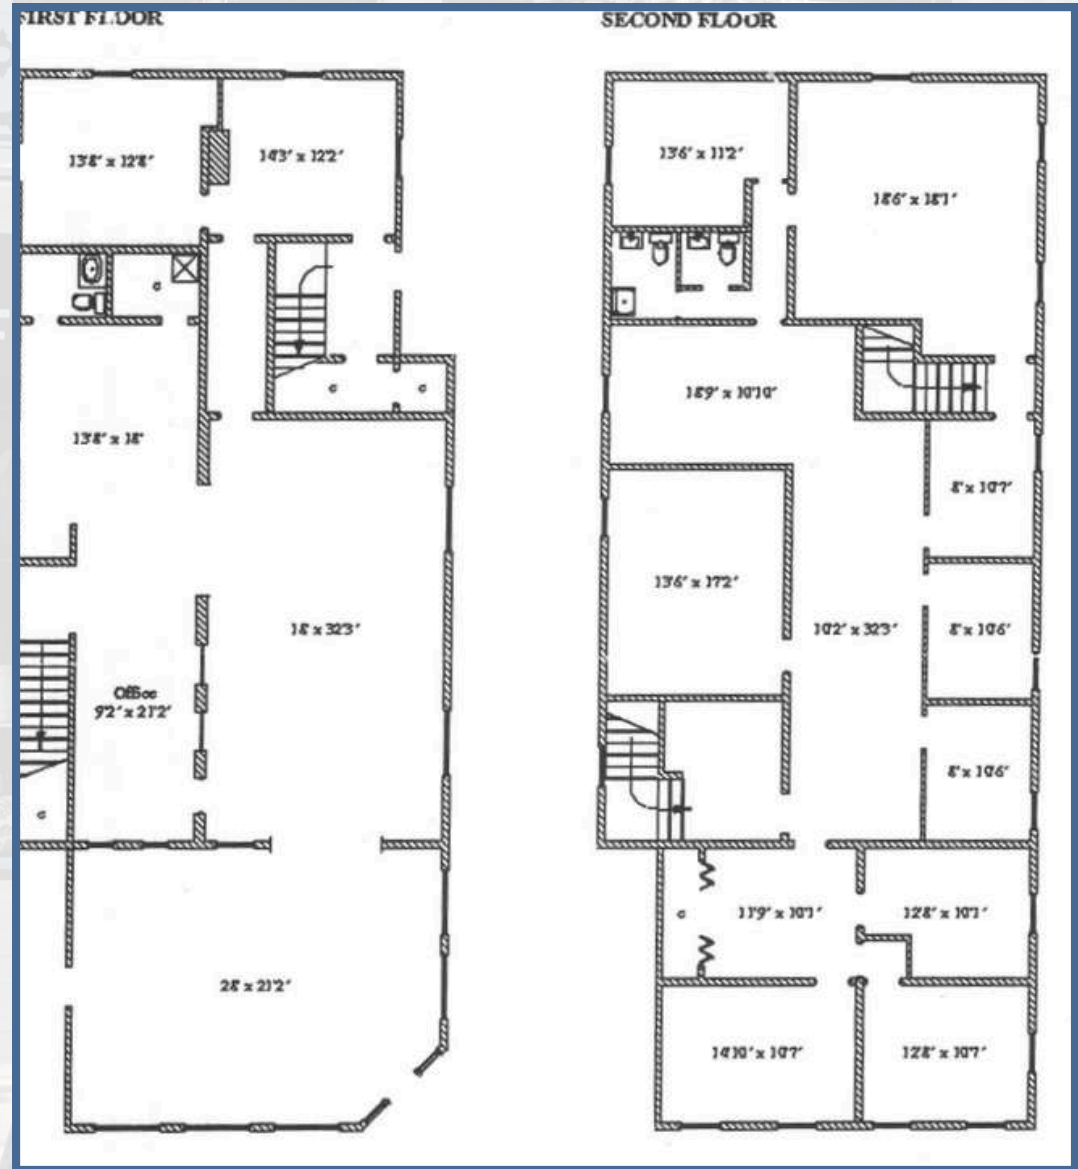 FIRST FLOOR
13'8" x 12'8"
14'3" x 12'2"
c
c
c
13'8" x 18'
18' x 32'3"
Office
9'2" x 21'2"
c
28' x 21'2"
SECOND FLOOR
13'6" x 11'2"
18'6" x 18'1"
18'9" x 10'10"
8' x 10'7"
13'6" x 17'2"
10'2" x 32'3"
8' x 10'6"
8' x 10'6"
c
11'9" x 10'1"
12'8" x 10'1"
14'10" x 10'7"
12'8" x 10'7"